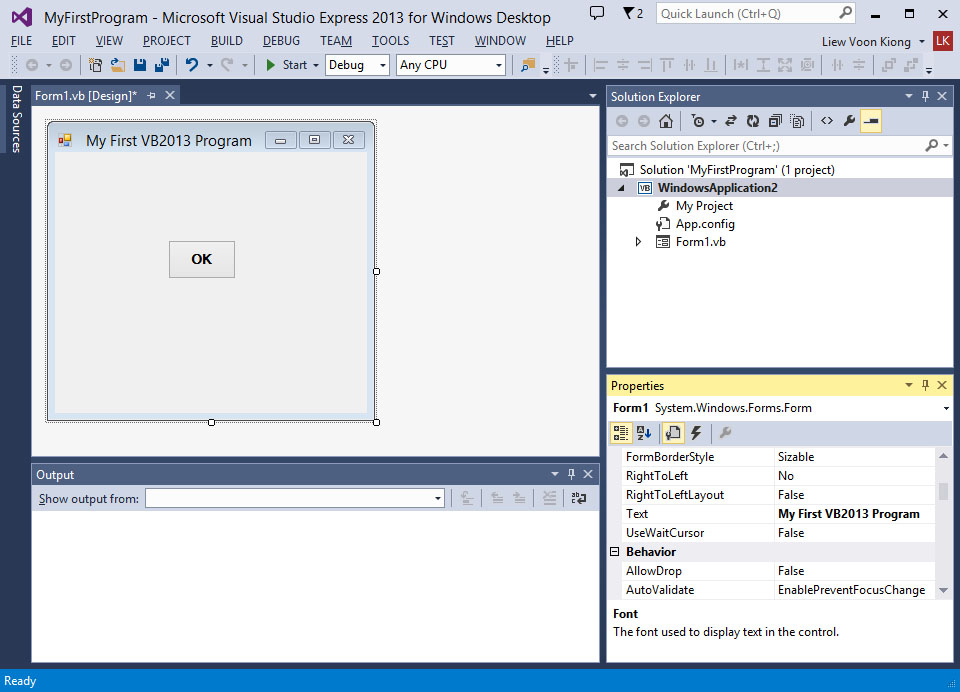 MyFirstProgram - Microsoft Visual Studio Express 2013 for Windows Desktop
2
Quick Launch (Ctrl+Q)
FILE EDIT VIEW PROJECT BUILD DEBUG TEAM TOOLS TEST WINDOW HELP
Liew Voon Kiong LK
Start Debug Any CPU
Data Sources
Form1.vb [Design]*
My First VB2013 Program
OK
Output
Show output from:
Solution Explorer
Search Solution Explorer (Ctrl+;)
Solution 'MyFirstProgram' (1 project)
VB WindowsApplication2
My Project
App.config
Form1.vb
Properties
Form1 System.Windows.Forms.Form
FormBorderStyle Sizable
RightToLeft No
RightToLeftLayout False
Text My First VB2013 Program
UseWaitCursor False
Behavior
AllowDrop False
AutoValidate EnablePreventFocusChange
Font
The font used to display text in the control.
Ready